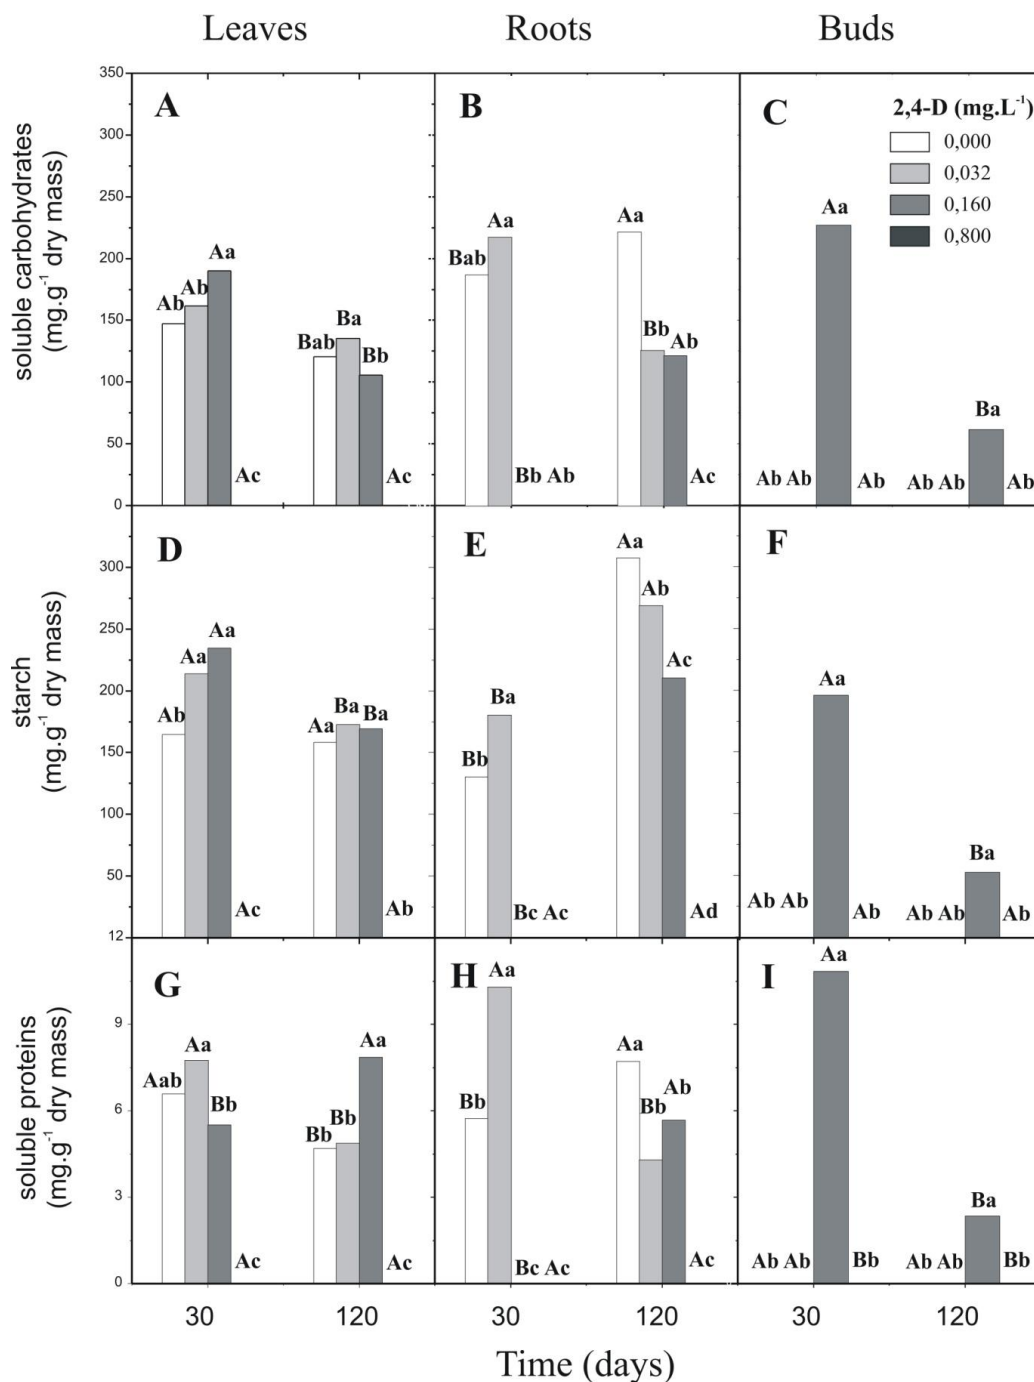 Leaves Roots Buds
350
A B C 2,4-D (mg.L-1)
300 0,000
0,032
250 0,160
Aa Aa Aa 0,800
200 Bab
Aa
Ab Ab
150 Bab Ba Bb Ab
Bb
100
Ba
50
Ac Ac Bb Ab Ac Ab Ab Ab Ab Ab Ab
0
soluble carbohydrates
(mg.g-1 dry mass)
D E F
300 Aa
Ab
250
Aa Aa Ac Aa
200 Ba
Ab Aa Ba Ba
150 Bb
100
Ba
50
Ac Ab Bc Ac Ad Ab Ab Ab Ab Ab Ab
12
starch
(mg.g-1 dry mass)
G H I
Aa Aa
9
Aab Aa Bb Aa Aa
6 Bb Bb Bb Bb Ab
3
Ba
Ac Ac Bc Ac Ac Ab Ab Bb Ab Ab Bb
0
soluble proteins
(mg.g-1 dry mass)
30 120 30 120 30 120
Time (days)